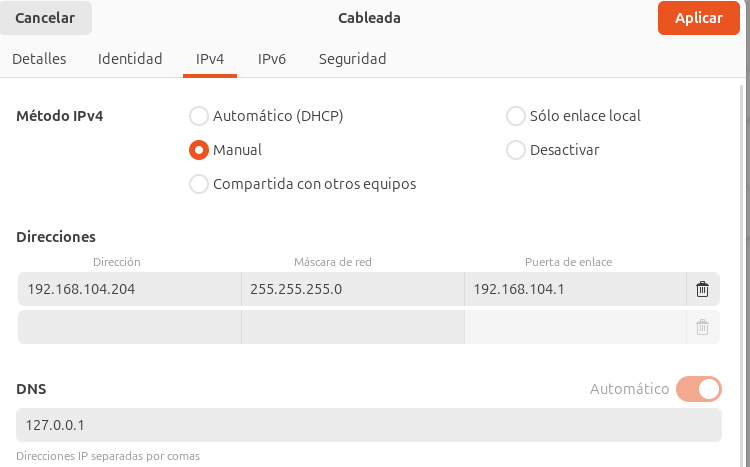 Cancelar Cableada Aplicar
Detalles Identidad IPv4 IPv6 Seguridad
Método IPv4 Automático (DHCP) Sólo enlace local
Manual Desactivar
Compartida con otros equipos
Direcciones
Dirección Máscara de red Puerta de enlace
192.168.104.204 255.255.255.0 192.168.104.1
DNS Automático
127.0.0.1
Direcciones IP separadas por comas